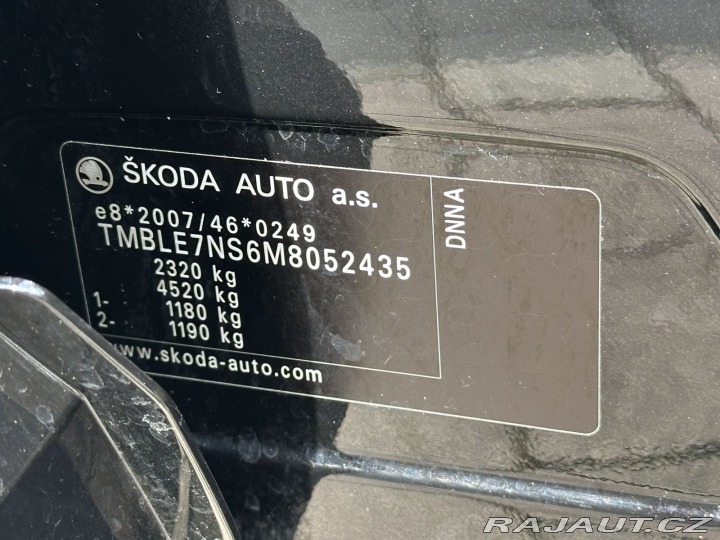 ŠKODA AUTO a.s.
e8*2007/46*0249
TMBLE7NS6M8052435
2320 kg
4520 kg
1- 1180 kg
2- 1190 kg
www.skoda-auto.com
DNNA
RAJAUT.CZ